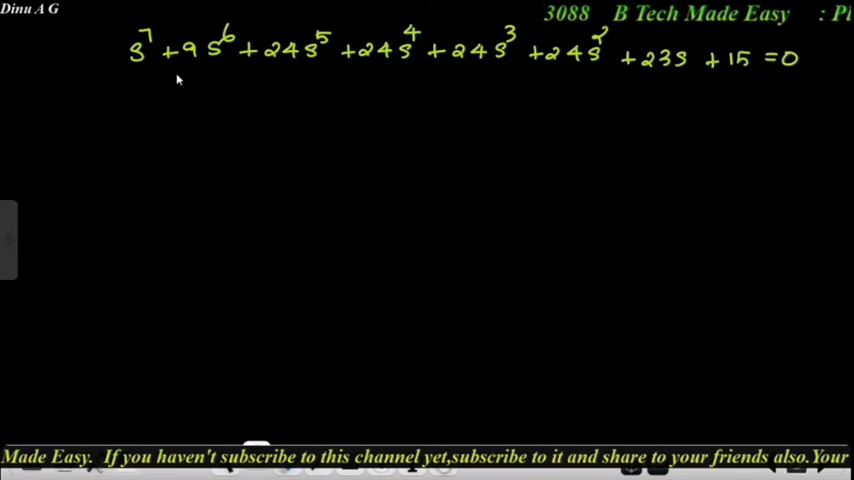 Dinu A G
3088 B Tech Made Easy : Pl
s⁷ + 9s⁶ + 24s⁵ + 24s⁴ + 24s³ + 24s² + 23s + 15 = 0
Made Easy. If you haven't subscribe to this channel yet,subscribe to it and share to your friends also.Your